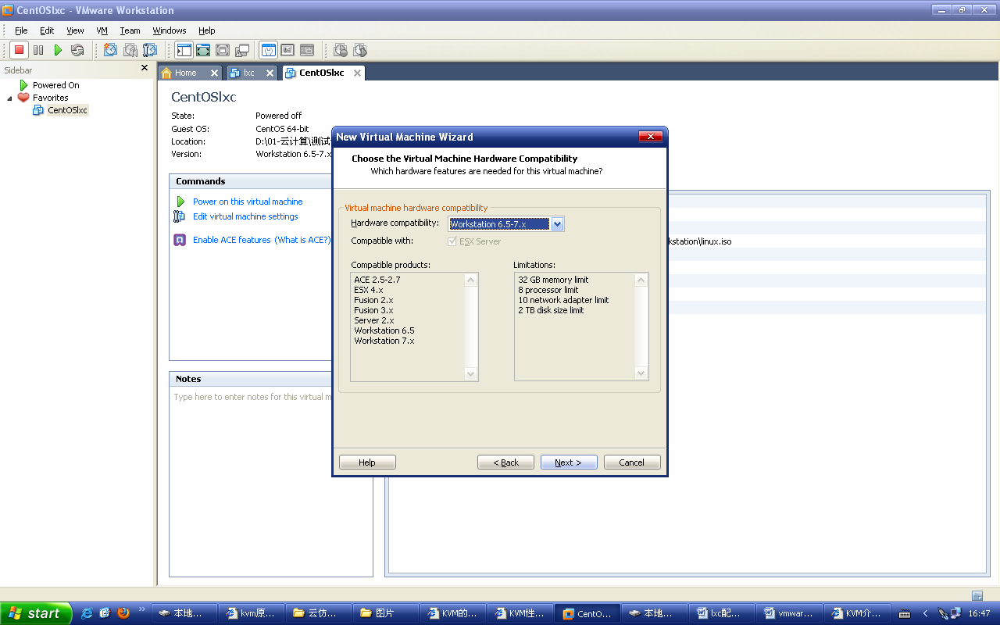 CentOSlxc - VMware Workstation
File Edit View VM Team Windows Help
Sidebar
Powered On
Favorites
CentOSlxc
Home lxc CentOSlxc
CentOSlxc
State: Powered off
Guest OS: CentOS 64-bit
Location: D:\01-云计算\测试
Version: Workstation 6.5-7.x
Commands
Power on this virtual machine
Edit virtual machine settings
Enable ACE features (What is ACE?)
Notes
Type here to enter notes for this virtual m
kstation\linux.iso
New Virtual Machine Wizard
Choose the Virtual Machine Hardware Compatibility
Which hardware features are needed for this virtual machine?
Virtual machine hardware compatibility
Hardware compatibility: Workstation 6.5-7.x
Compatible with: ESX Server
Compatible products:
ACE 2.5-2.7
ESX 4.x
Fusion 2.x
Fusion 3.x
Server 2.x
Workstation 6.5
Workstation 7.x
Limitations:
32 GB memory limit
8 processor limit
10 network adapter limit
2 TB disk size limit
Help < Back Next > Cancel
start 本地... kvm原... 云仿... 图片 KVM的... KVM性... CentO... 本地... lxc配... vmwar... KVM介... 16:47